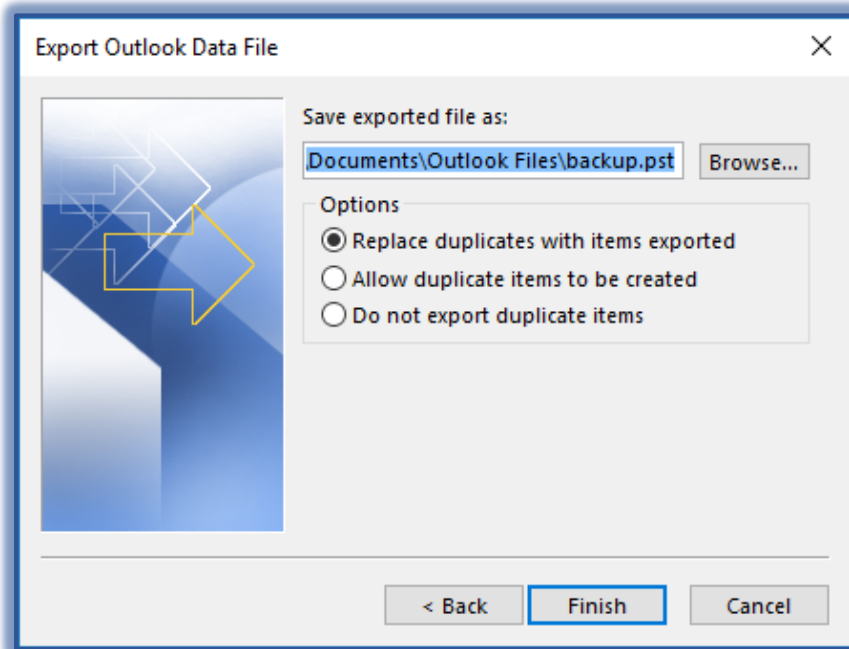 Export Outlook Data File
Save exported file as:
Documents\Outlook Files\backup.pst
Browse...
Options
Replace duplicates with items exported
Allow duplicate items to be created
Do not export duplicate items
< Back
Finish
Cancel